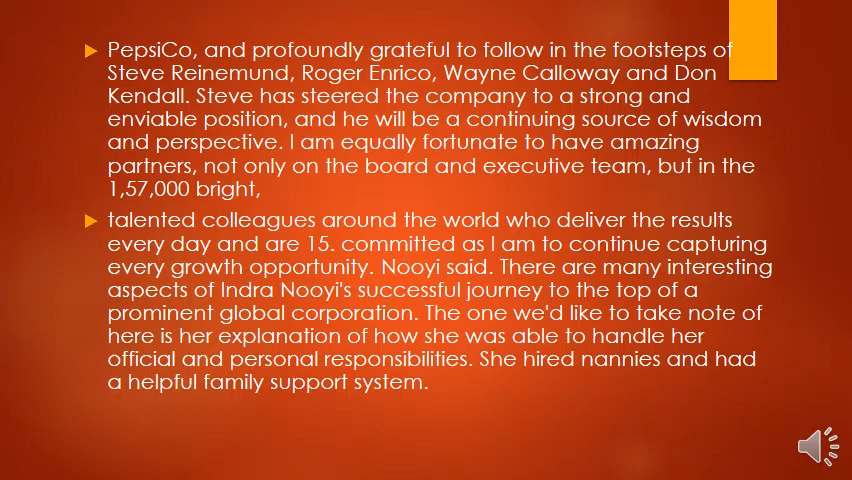 PepsiCo, and profoundly grateful to follow in the footsteps of
Steve Reinemund, Roger Enrico, Wayne Calloway and Don
Kendall. Steve has steered the company to a strong and
enviable position, and he will be a continuing source of wisdom
and perspective. I am equally fortunate to have amazing
partners, not only on the board and executive team, but in the
1,57,000 bright,
talented colleagues around the world who deliver the results
every day and are 15. committed as I am to continue capturing
every growth opportunity. Nooyi said. There are many interesting
aspects of Indra Nooyi's successful journey to the top of a
prominent global corporation. The one we'd like to take note of
here is her explanation of how she was able to handle her
official and personal responsibilities. She hired nannies and had
a helpful family support system.